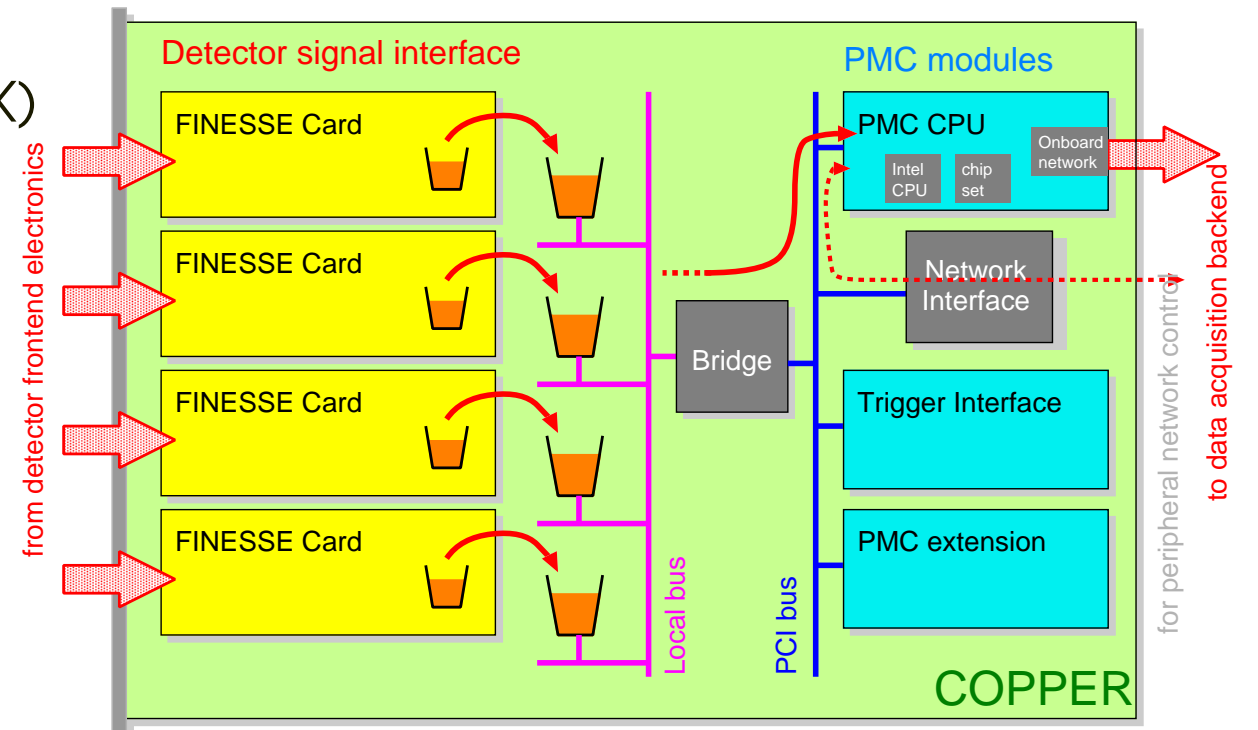 Detector signal interface
PMC modules
X)
from detector frontend electronics
FINESSE Card
FINESSE Card
FINESSE Card
FINESSE Card
Local bus
Bridge
PCI bus
PMC CPU
Intel
CPU
chip
set
Onboard
network
Network
Interface
Trigger Interface
PMC extension
for peripheral network control
to data acquisition backend
COPPER